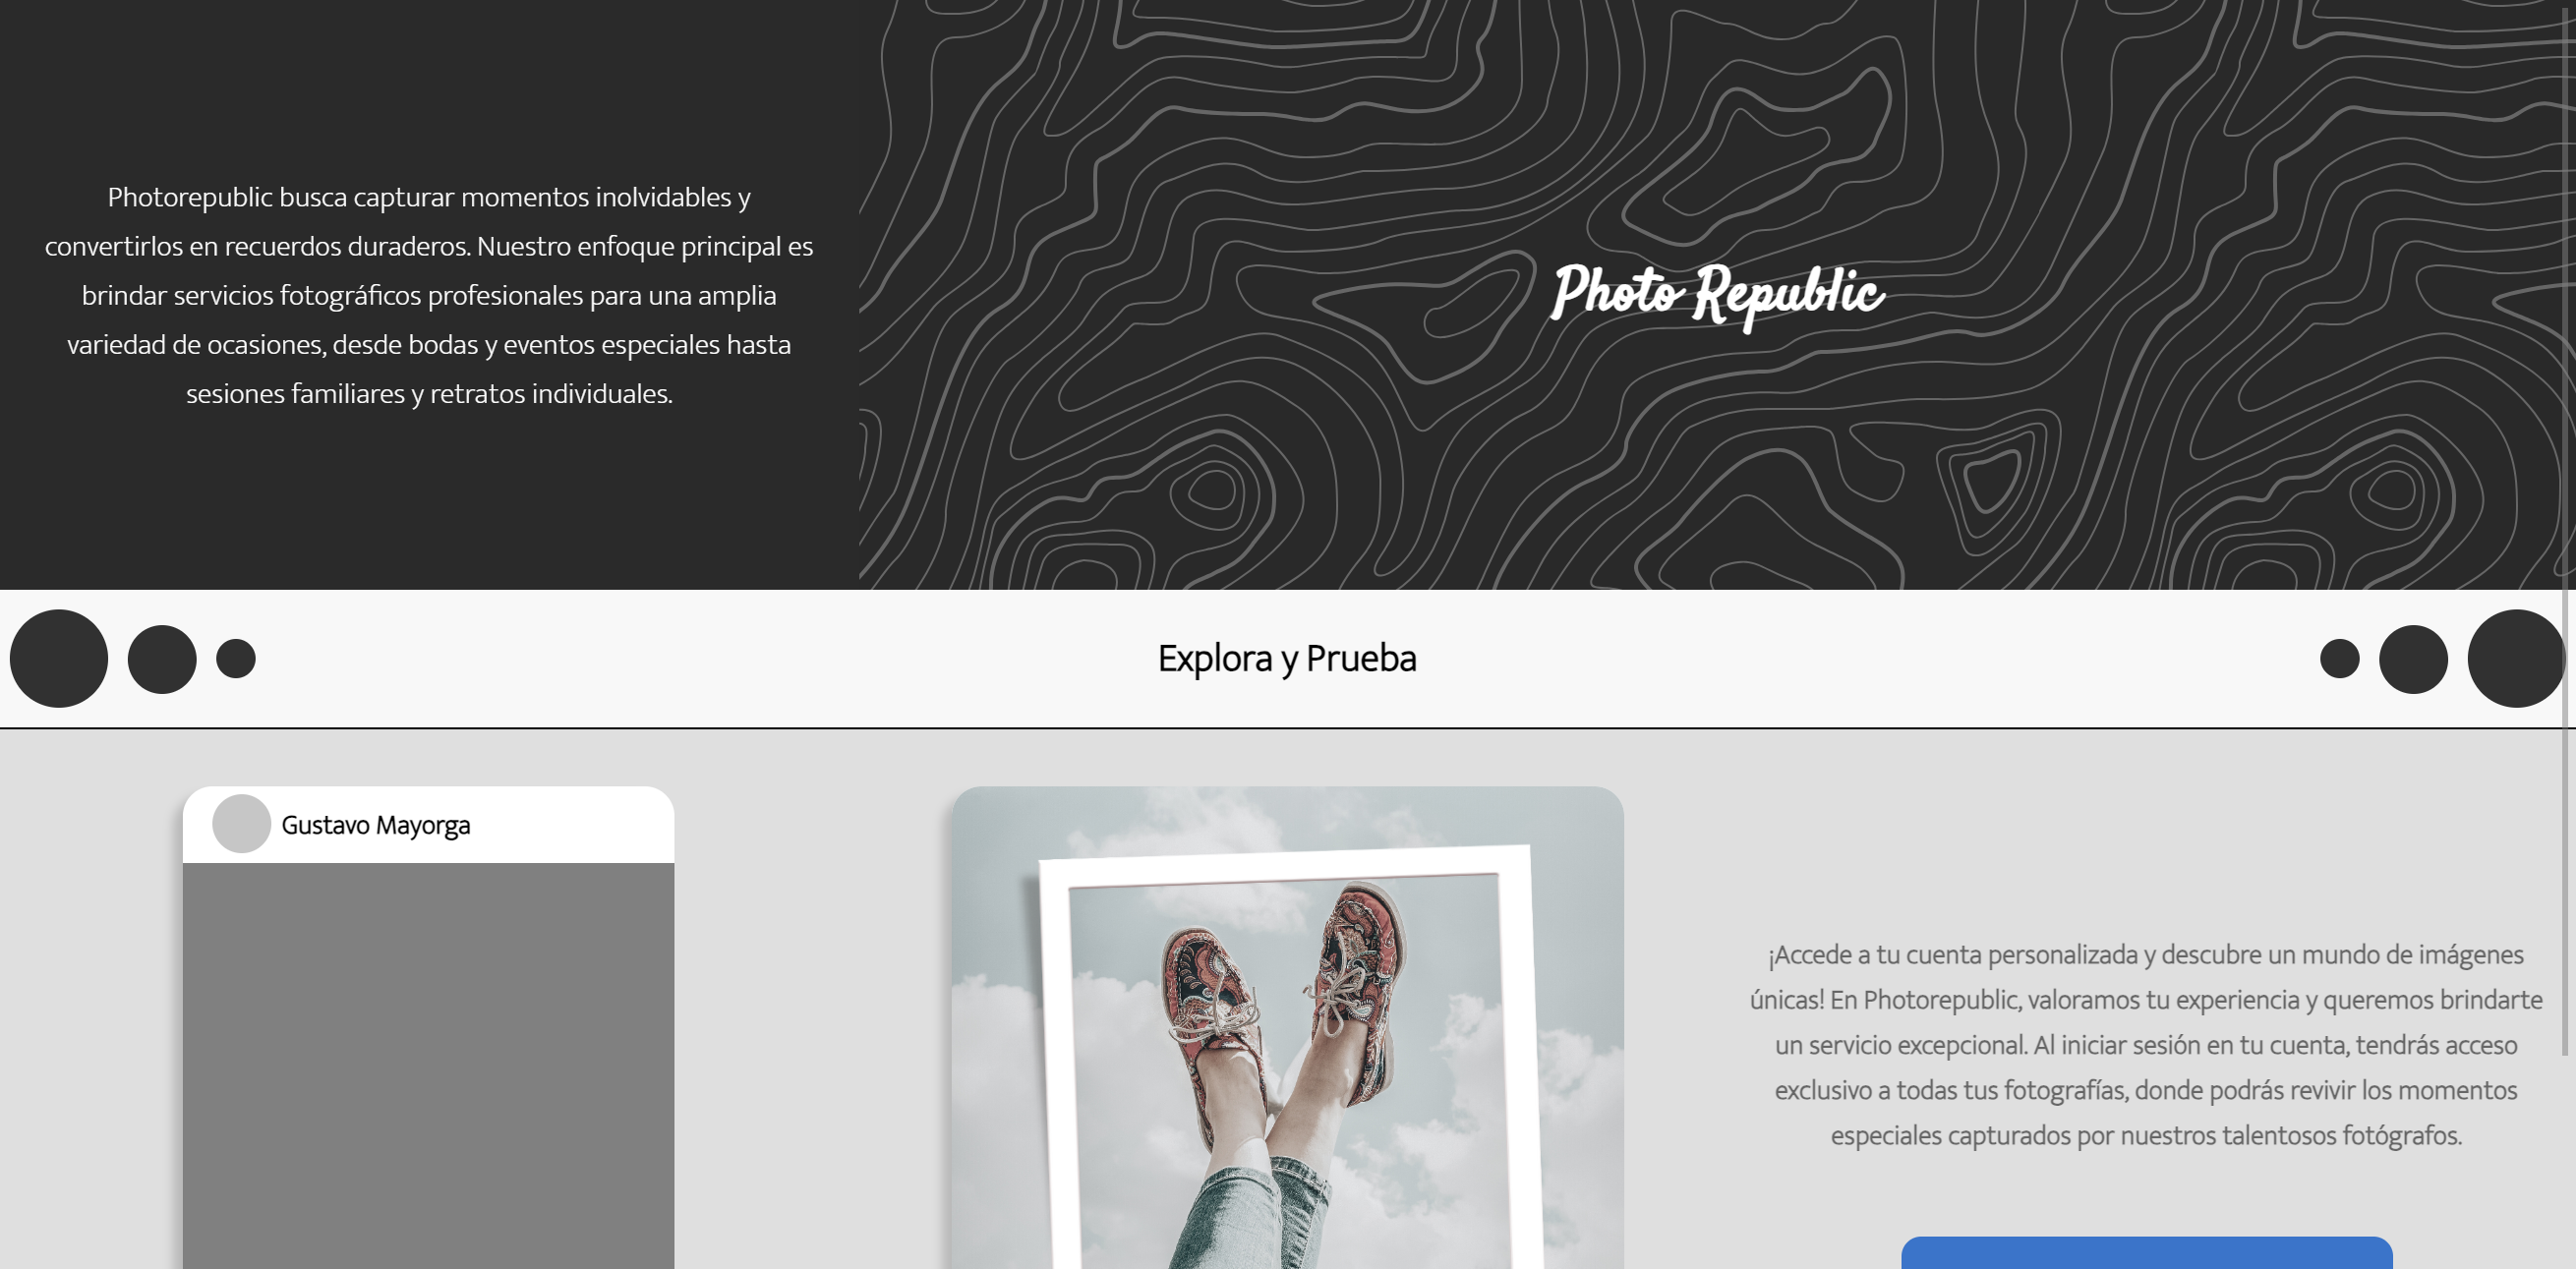 Photorepublic busca capturar momentos inolvidables y
convertirlos en recuerdos duraderos. Nuestro enfoque principal es
brindar servicios fotográficos profesionales para una amplia
variedad de ocasiones, desde bodas y eventos especiales hasta
sesiones familiares y retratos individuales.
Photo Republic
Explora y Prueba
Gustavo Mayorga
¡Accede a tu cuenta personalizada y descubre un mundo de imágenes
únicas! En Photorepublic, valoramos tu experiencia y queremos brindarte
un servicio excepcional. Al iniciar sesión en tu cuenta, tendrás acceso
exclusivo a todas tus fotografías, donde podrás revivir los momentos
especiales capturados por nuestros talentosos fotógrafos.